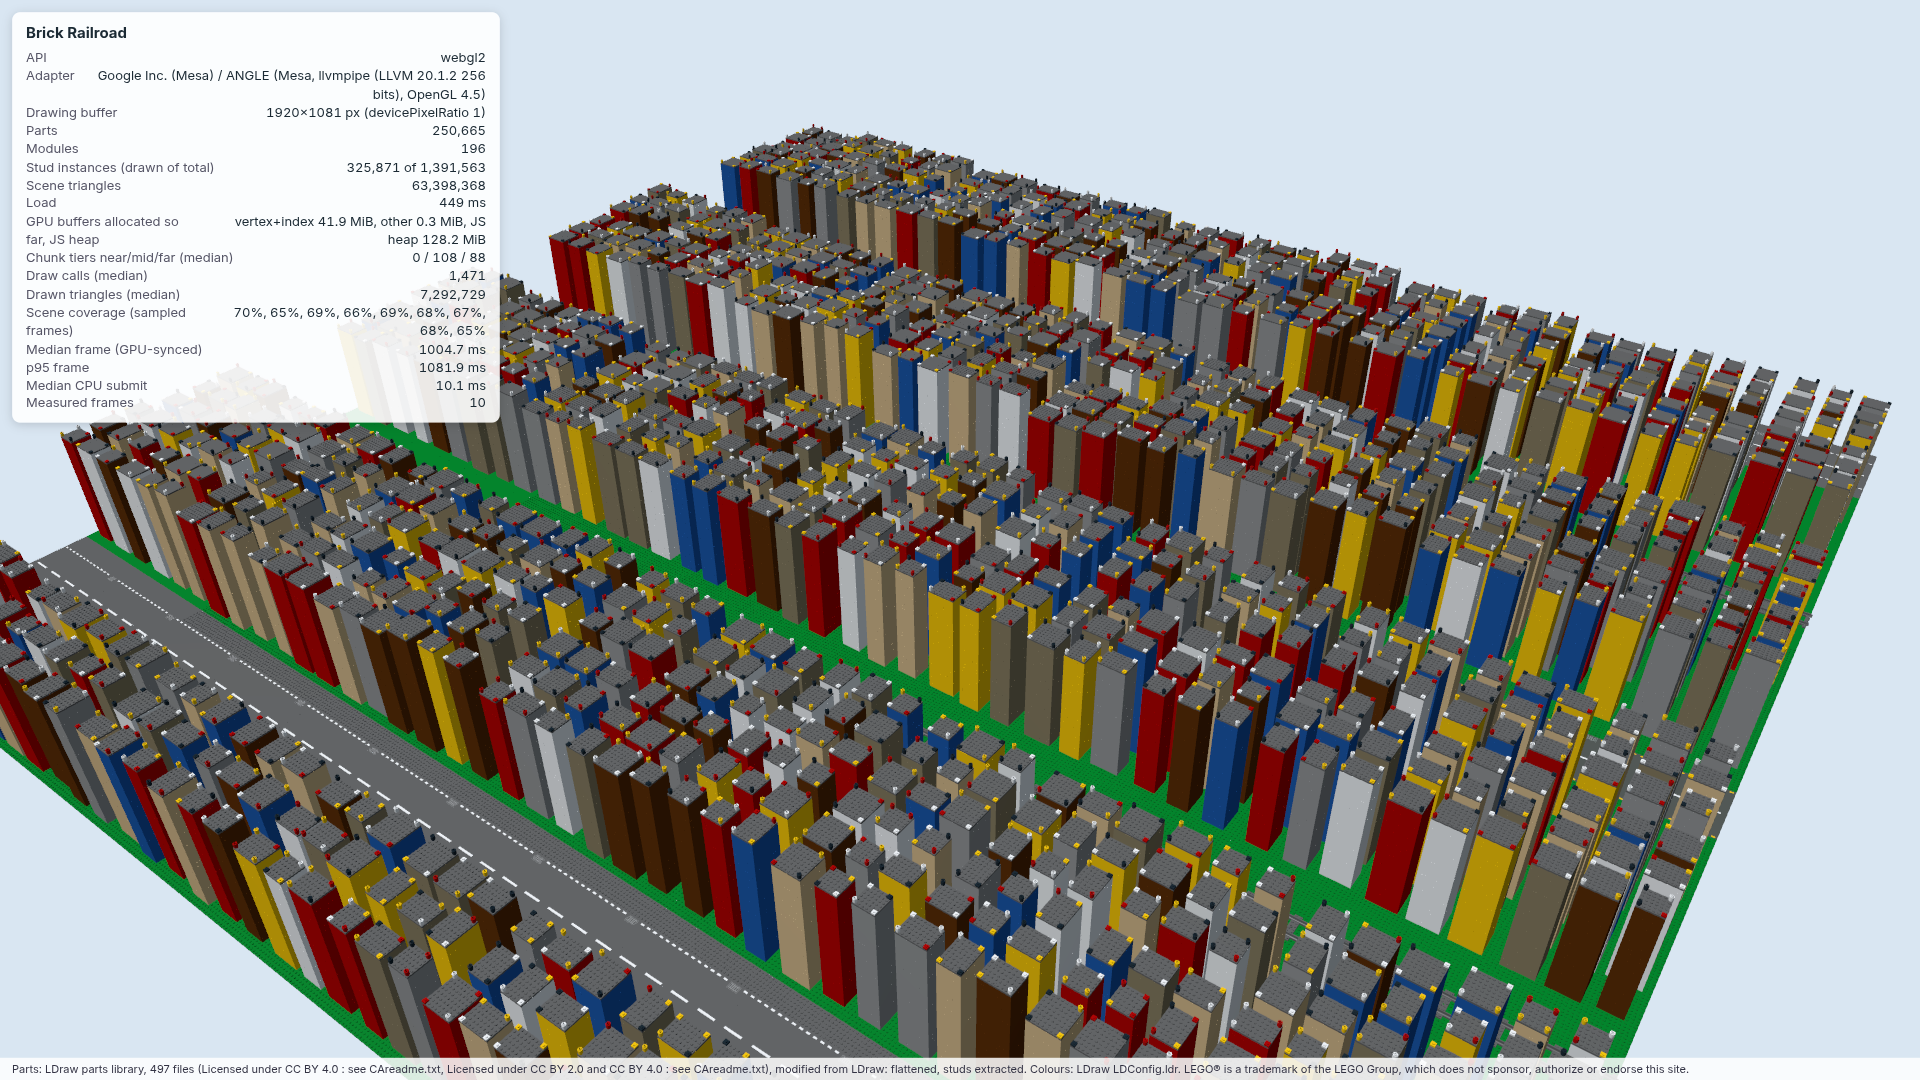 Brick Railroad
API webgl2
Adapter Google Inc. (Mesa) / ANGLE (Mesa, llvmpipe (LLVM 20.1.2 256
bits), OpenGL 4.5)
Drawing buffer 1920×1081 px (devicePixelRatio 1)
Parts 250,665
Modules 196
Stud instances (drawn of total) 325,871 of 1,391,563
Scene triangles 63,398,368
Load 449 ms
GPU buffers allocated so vertex+index 41.9 MiB, other 0.3 MiB, JS
far, JS heap heap 128.2 MiB
Chunk tiers near/mid/far (median) 0 / 108 / 88
Draw calls (median) 1,471
Drawn triangles (median) 7,292,729
Scene coverage (sampled 70%, 65%, 69%, 66%, 69%, 68%, 67%,
frames) 68%, 65%
Median frame (GPU-synced) 1004.7 ms
p95 frame 1081.9 ms
Median CPU submit 10.1 ms
Measured frames 10
Parts: LDraw parts library, 497 files (Licensed under CC BY 4.0 : see CAreadme.txt, Licensed under CC BY 2.0 and CC BY 4.0 : see CAreadme.txt), modified from LDraw: flattened, studs extracted. Colours: LDraw LDConfig.ldr. LEGO® is a trademark of the LEGO Group, which does not sponsor, authorize or endorse this site.